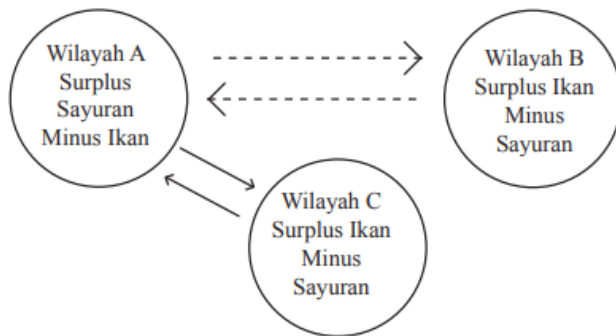 Wilayah A
Surplus
Sayuran
Minus Ikan
Wilayah B
Surplus Ikan
Minus
Sayuran
Wilayah C
Surplus Ikan
Minus
Sayuran